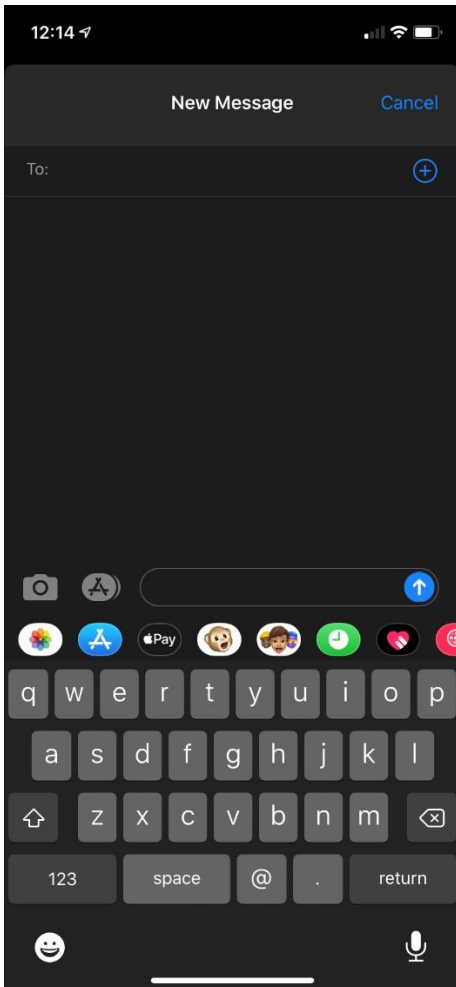 12:14
New Message Cancel
To:
Pay
q w e r t y u i o p
a s d f g h j k l
z x c v b n m
123 space @ . return